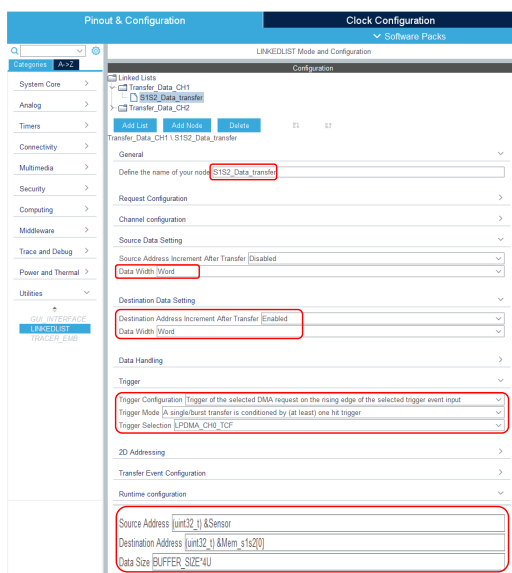 Pinout & Configuration
Clock Configuration
Software Packs
LINKEDLIST Mode and Configuration
Categories A->Z
System Core
Analog
Timers
Connectivity
Multimedia
Security
Computing
Middleware
Trace and Debug
Power and Thermal
Utilities
GUI_INTERFACE
LINKEDLIST
TRACER_EMB
Configuration
Linked Lists
Transfer_Data_CH1
S1S2_Data_transfer
Transfer_Data_CH2
Add List Add Node Delete
Transfer_Data_CH1 \ S1S2_Data_transfer
General
Define the name of your node S1S2_Data_transfer
Request Configuration
Channel configuration
Source Data Setting
Source Address Increment After Transfer Disabled
Data Width Word
Destination Data Setting
Destination Address Increment After Transfer Enabled
Data Width Word
Data Handling
Trigger
Trigger Configuration Trigger of the selected DMA request on the rising edge of the selected trigger event input
Trigger Mode A single/burst transfer is conditioned by (at least) one hit trigger
Trigger Selection LPDMA_CH0_TCF
2D Addressing
Transfer Event Configuration
Runtime configuration
Source Address (uint32_t) &Sensor
Destination Address (uint32_t) &Mem_s1s2[0]
Data Size BUFFER_SIZE*4U